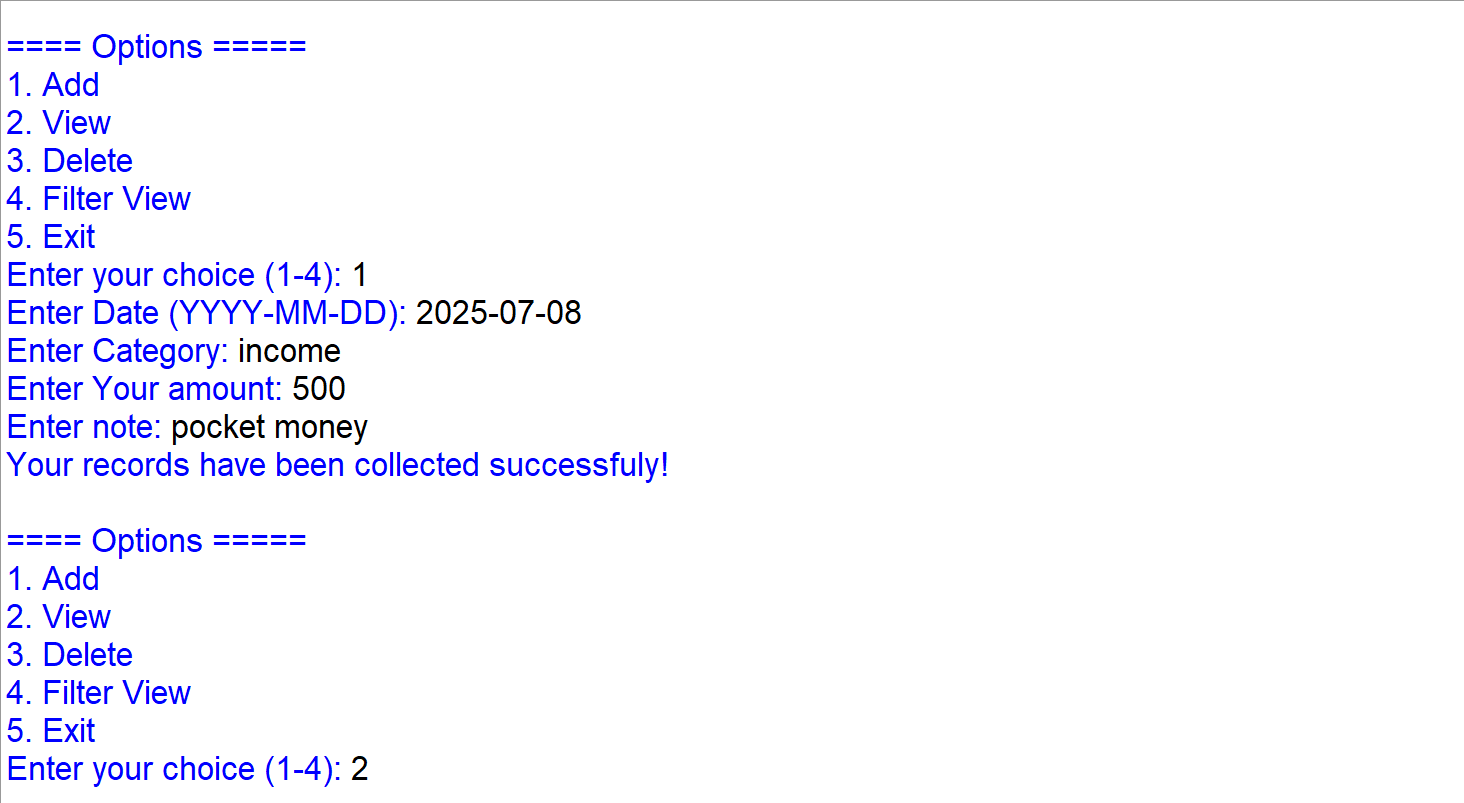 ==== Options =====
1. Add
2. View
3. Delete
4. Filter View
5. Exit
Enter your choice (1-4): 1
Enter Date (YYYY-MM-DD): 2025-07-08
Enter Category: income
Enter Your amount: 500
Enter note: pocket money
Your records have been collected successfuly!
==== Options =====
1. Add
2. View
3. Delete
4. Filter View
5. Exit
Enter your choice (1-4): 2